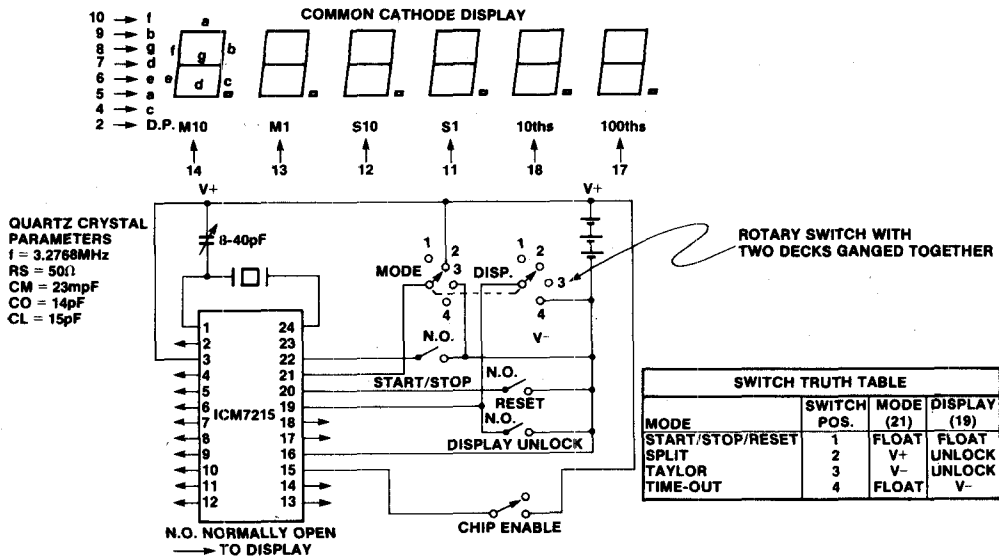 COMMON CATHODE DISPLAY
10 → f
9 → b
8 → g
7 → d
6 → e
5 → a
4 → c
2 → D.P.
a
f
b
g
e
d
c
M10
M1
S10
S1
10ths
100ths
14
13
12
11
18
17
V+
V+
QUARTZ CRYSTAL
PARAMETERS
f = 3.2768MHz
RS = 50Ω
CM = 23mpF
CO = 14pF
CL = 15pF
8-40pF
MODE
1
2
3
4
DISP.
1
2
3
4
V-
ROTARY SWITCH WITH
TWO DECKS GANGED TOGETHER
N.O.
START/STOP
N.O.
RESET
N.O.
DISPLAY UNLOCK
CHIP ENABLE
ICM7215
1
2
3
4
5
6
7
8
9
10
11
12
24
23
22
21
20
19
18
17
16
15
14
13
N.O. NORMALLY OPEN
→ TO DISPLAY
SWITCH TRUTH TABLE
MODE SWITCH POS. MODE (21) DISPLAY (19)
START/STOP/RESET 1 FLOAT FLOAT
SPLIT 2 V+ UNLOCK
TAYLOR 3 V- UNLOCK
TIME-OUT 4 FLOAT V-